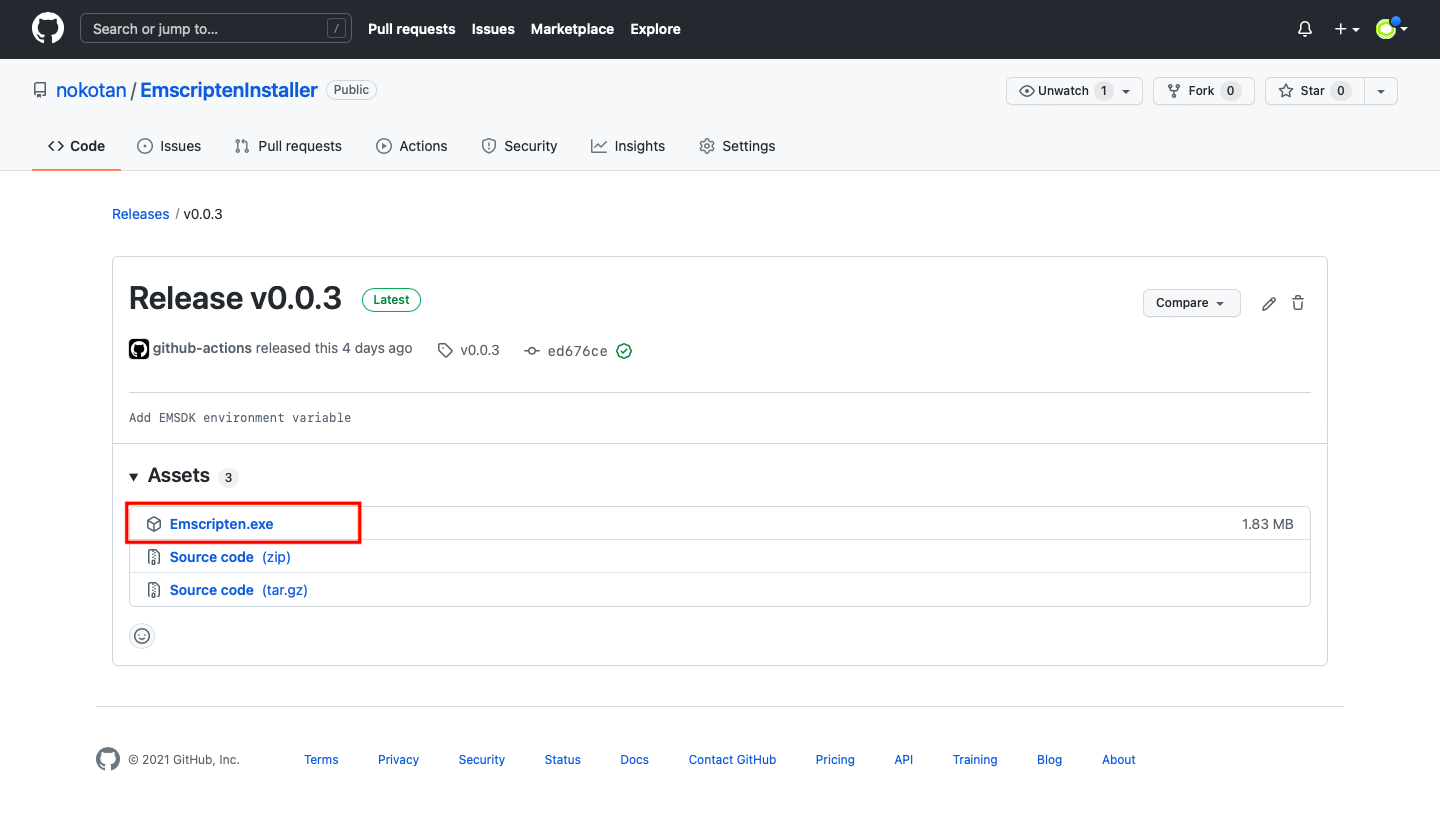 Search or jump to... / Pull requests Issues Marketplace Explore
nokotan / EmscriptenInstaller Public Unwatch 1 Fork 0 Star 0
Code Issues Pull requests Actions Security Insights Settings
Releases / v0.0.3
Release v0.0.3 Latest Compare
github-actions released this 4 days ago v0.0.3 ed676ce
Add EMSDK environment variable
Assets 3
Emscripten.exe 1.83 MB
Source code (zip)
Source code (tar.gz)
© 2021 GitHub, Inc. Terms Privacy Security Status Docs Contact GitHub Pricing API Training Blog About